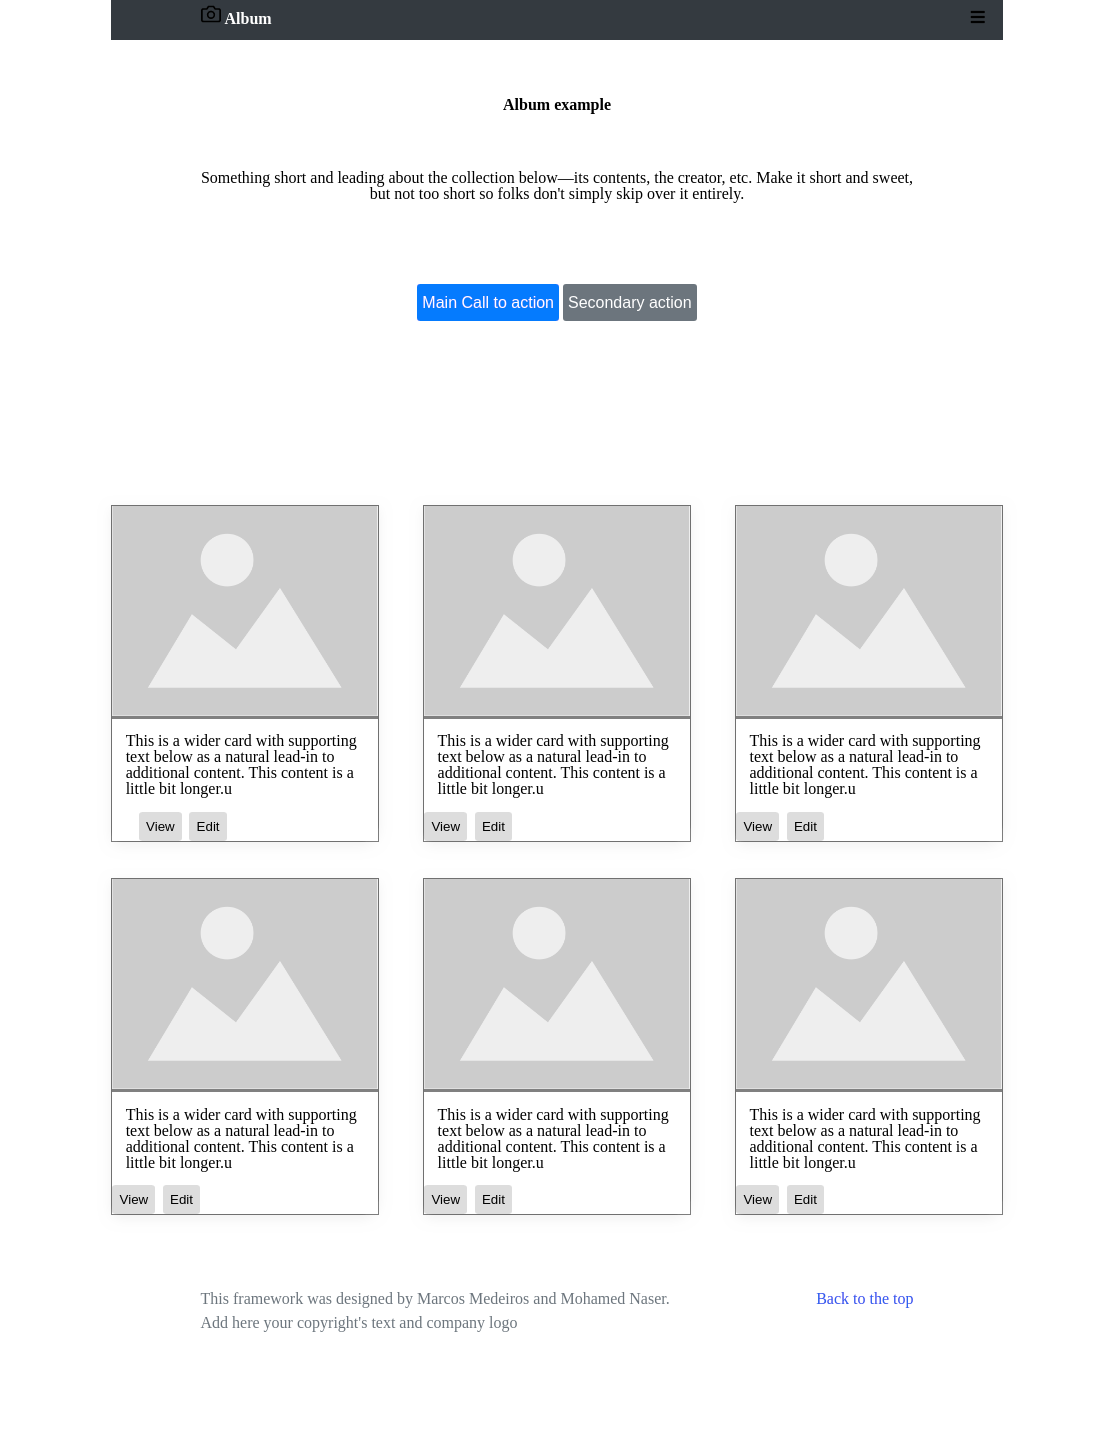 Album
Album example
Something short and leading about the collection below—its contents, the creator, etc. Make it short and sweet,
but not too short so folks don't simply skip over it entirely.
Main Call to action Secondary action
This is a wider card with supporting
text below as a natural lead-in to
additional content. This content is a
little bit longer.u
View Edit
This is a wider card with supporting
text below as a natural lead-in to
additional content. This content is a
little bit longer.u
View Edit
This is a wider card with supporting
text below as a natural lead-in to
additional content. This content is a
little bit longer.u
View Edit
This is a wider card with supporting
text below as a natural lead-in to
additional content. This content is a
little bit longer.u
View Edit
This is a wider card with supporting
text below as a natural lead-in to
additional content. This content is a
little bit longer.u
View Edit
This is a wider card with supporting
text below as a natural lead-in to
additional content. This content is a
little bit longer.u
View Edit
This framework was designed by Marcos Medeiros and Mohamed Naser.
Add here your copyright's text and company logo
Back to the top